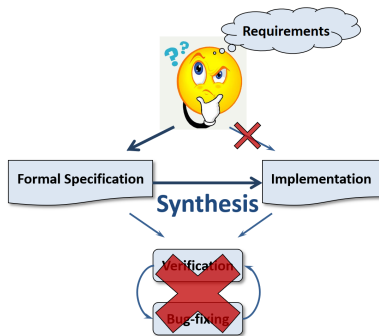 Requirements
??
Formal Specification
Implementation
Synthesis
Verification
Bug-fixing